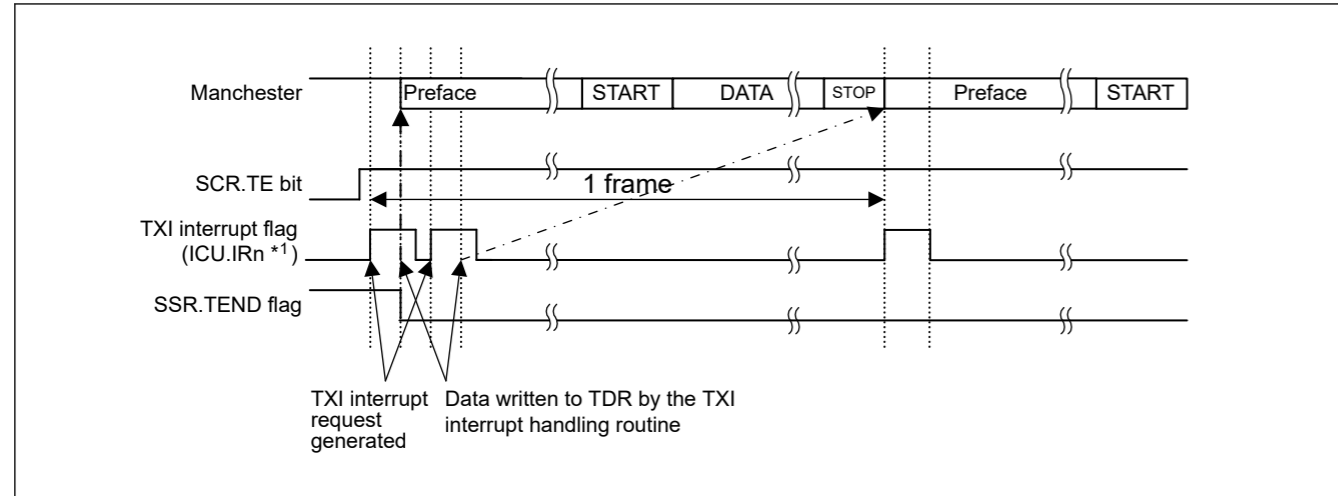 Manchester
Preface
START
DATA
STOP
Preface
START
SCR.TE bit
1 frame
TXI interrupt flag
(ICU.IRn *1)
SSR.TEND flag
TXI interrupt
request
generated
Data written to TDR by the TXI
interrupt handling routine